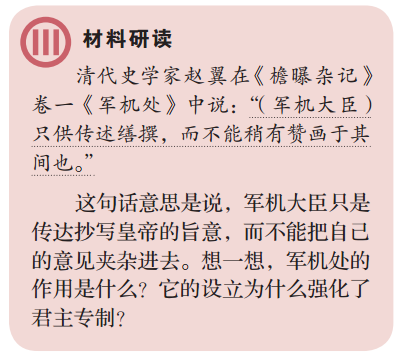 材料研读
清代史学家赵翼在《檐曝杂记》
卷一《军机处》中说：“（军机大臣）
只供传述缮撰，而不能稍有赞画于其
间也。”
这句话意思是说，军机大臣只是
传达抄写皇帝的旨意，而不能把自己
的意见夹杂进去。想一想，军机处的
作用是什么？它的设立为什么强化了
君主专制？